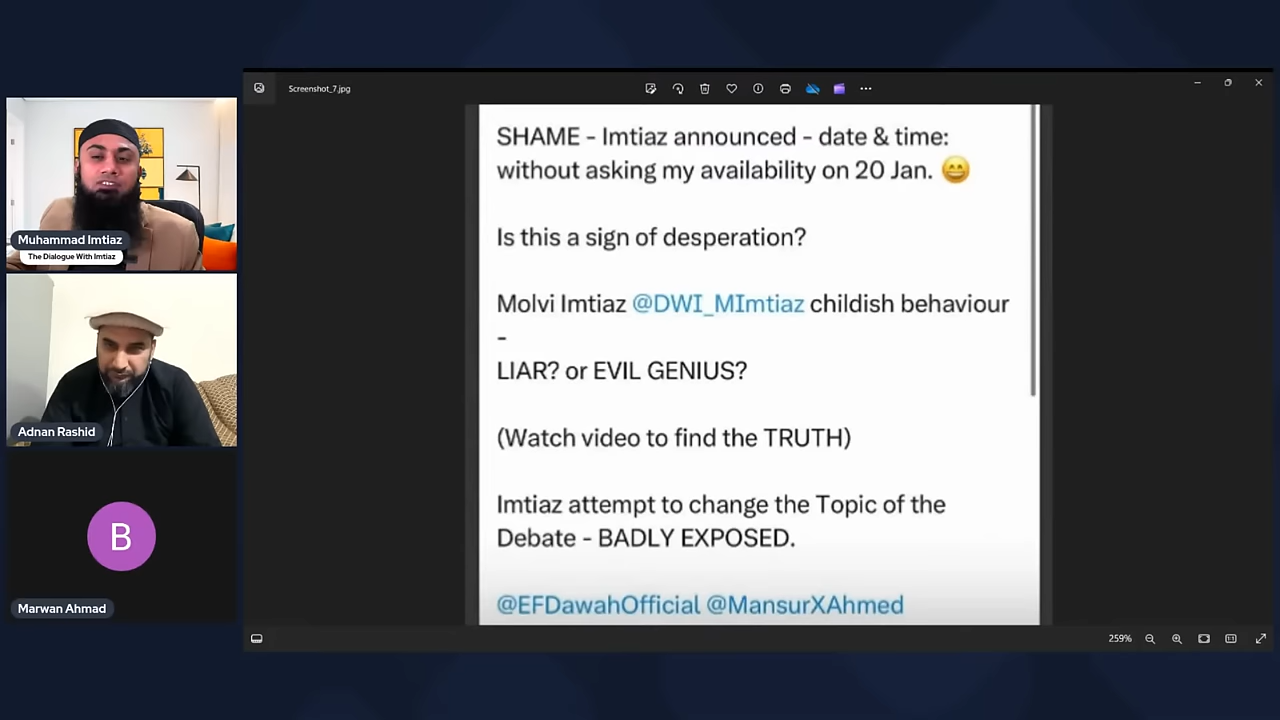 Screenshot_7.jpg
SHAME - Imtiaz announced - date & time:
without asking my availability on 20 Jan. 😄
Is this a sign of desperation?
Molvi Imtiaz @DWI_MImtiaz childish behaviour
-
LIAR? or EVIL GENIUS?
(Watch video to find the TRUTH)
Imtiaz attempt to change the Topic of the
Debate - BADLY EXPOSED.
@EFDawahOfficial @MansurXAhmed
259%
Muhammad Imtiaz
The Dialogue With Imtiaz
Adnan Rashid
B
Marwan Ahmad